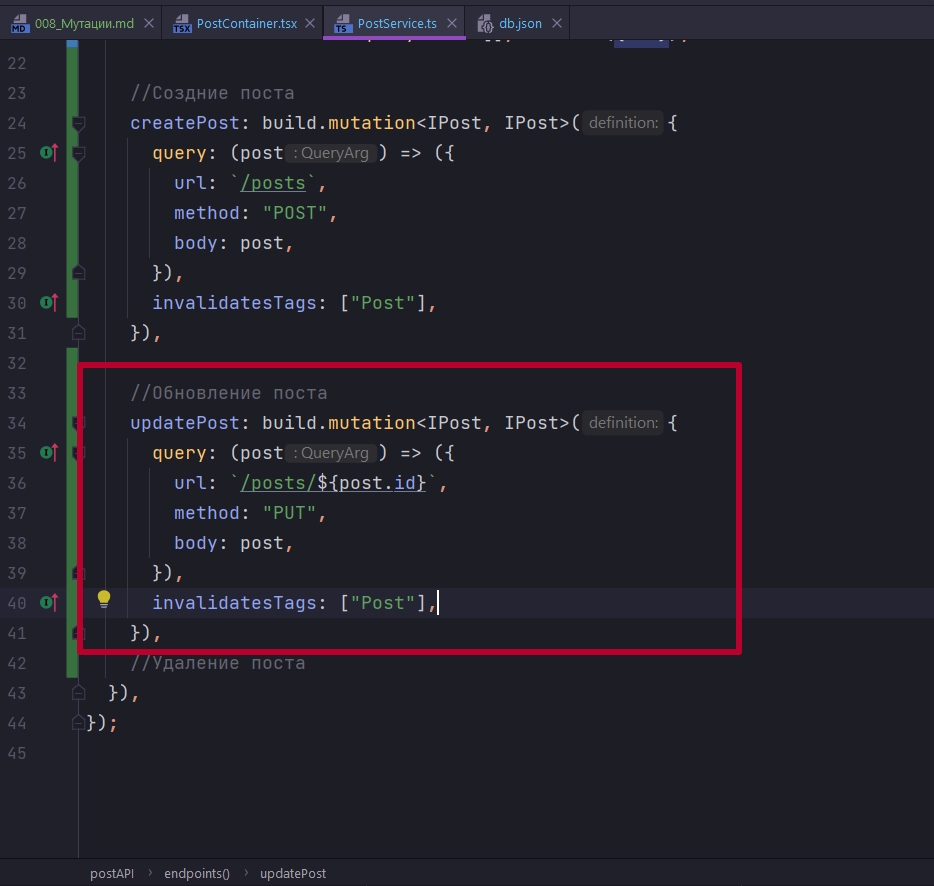 008_Мутации.md
PostContainer.tsx
PostService.ts
db.json
22
23 //Создние поста
24 createPost: build.mutation<IPost, IPost>( definition: {
25 query: (post : QueryArg ) => ({
26 url: `/posts`,
27 method: "POST",
28 body: post,
29 }),
30 invalidatesTags: ["Post"],
31 }),
32
33 //Обновление поста
34 updatePost: build.mutation<IPost, IPost>( definition: {
35 query: (post : QueryArg ) => ({
36 url: `/posts/${post.id}`,
37 method: "PUT",
38 body: post,
39 }),
40 invalidatesTags: ["Post"],
41 }),
42 //Удаление поста
43 }),
44 });
45
postAPI › endpoints() › updatePost